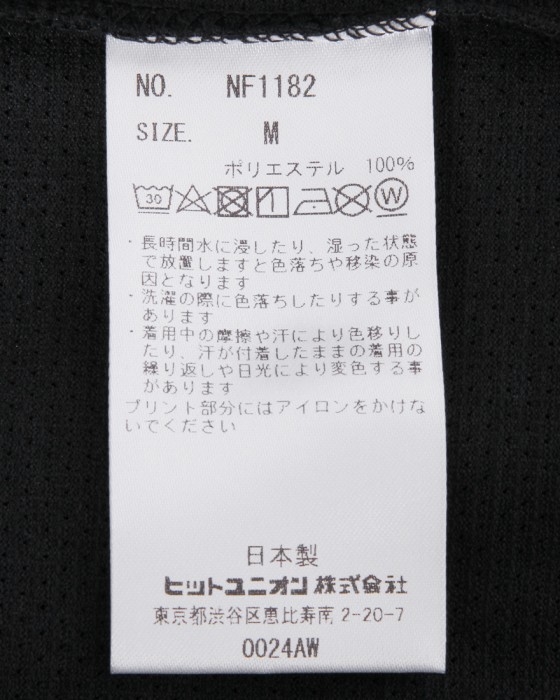 NO. NF1182
SIZE. M
ポリエステル 100%
30 W
・長時間水に浸したり、湿った状態
で放置しますと色落ちや移染の原
因となります
・洗濯の際に色落ちしたりする事が
あります
・着用中の摩擦や汗により色移りし
たり、汗が付着したままの着用の
繰り返しや日光により変色する事
があります
プリント部分にはアイロンをかけな
いでください
日本製
ヒットユニオン株式会社
東京都渋谷区恵比寿南 2-20-7
0024AW